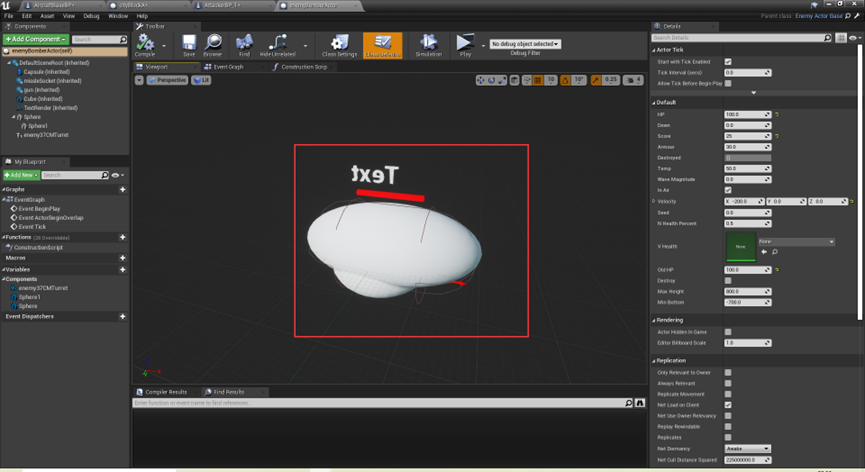 AircraftBaseBP*
AttackerBP_1*
enemyBomberActor
File Edit Asset View Debug Window Help
Parent class: Enemy Actor Base
Components
+ Add Component
Search
enemyBomberActor(self)
DefaultSceneRoot (Inherited)
Capsule (Inherited)
missileSocket (Inherited)
gun (Inherited)
Cube (Inherited)
TextRender (Inherited)
Sphere
Sphere1
enemy37CMTurret
My Blueprint
+ Add New
Search
Graphs
EventGraph
Event BeginPlay
Event ActorBeginOverlap
Event Tick
Functions (20 Overridable)
ConstructionScript
Macros
Variables
Components
enemy37CMTurret
Sphere1
Sphere
Event Dispatchers
Toolbar
Compile
Save
Browse
Find
Hide Unrelated
Class Settings
Class Defaults
Simulation
Play
No debug object selected
Debug Filter
Viewport
Event Graph
Construction Scrip
Perspective
Lit
10
10°
0.25
4
Text
Compiler Results
Find Results
Enter function or event name to find references...
Details
Search
Actor Tick
Start with Tick Enabled
Tick Interval (secs) 0.0
Allow Tick Before Begin Play
Default
HP 100.0
Down 0.0
Score 25
Armour 30.0
Destroyed
Temp 50.0
Wave Magnitude 0.0
In Air
Velocity X -200.0 Y 0.0 Z 0.0
Seed 0.0
N Health Percent 0.5
V Health None None
Old HP 100.0
Destroy
Max Height 800.0
Min Bottom -700.0
Rendering
Actor Hidden In Game
Editor Billboard Scale 1.0
Replication
Only Relevant to Owner
Always Relevant
Replicate Movement
Net Load on Client
Net Use Owner Relevancy
Replay Rewindable
Replicates
Net Dormancy Awake
Net Cull Distance Squared 225000000.0